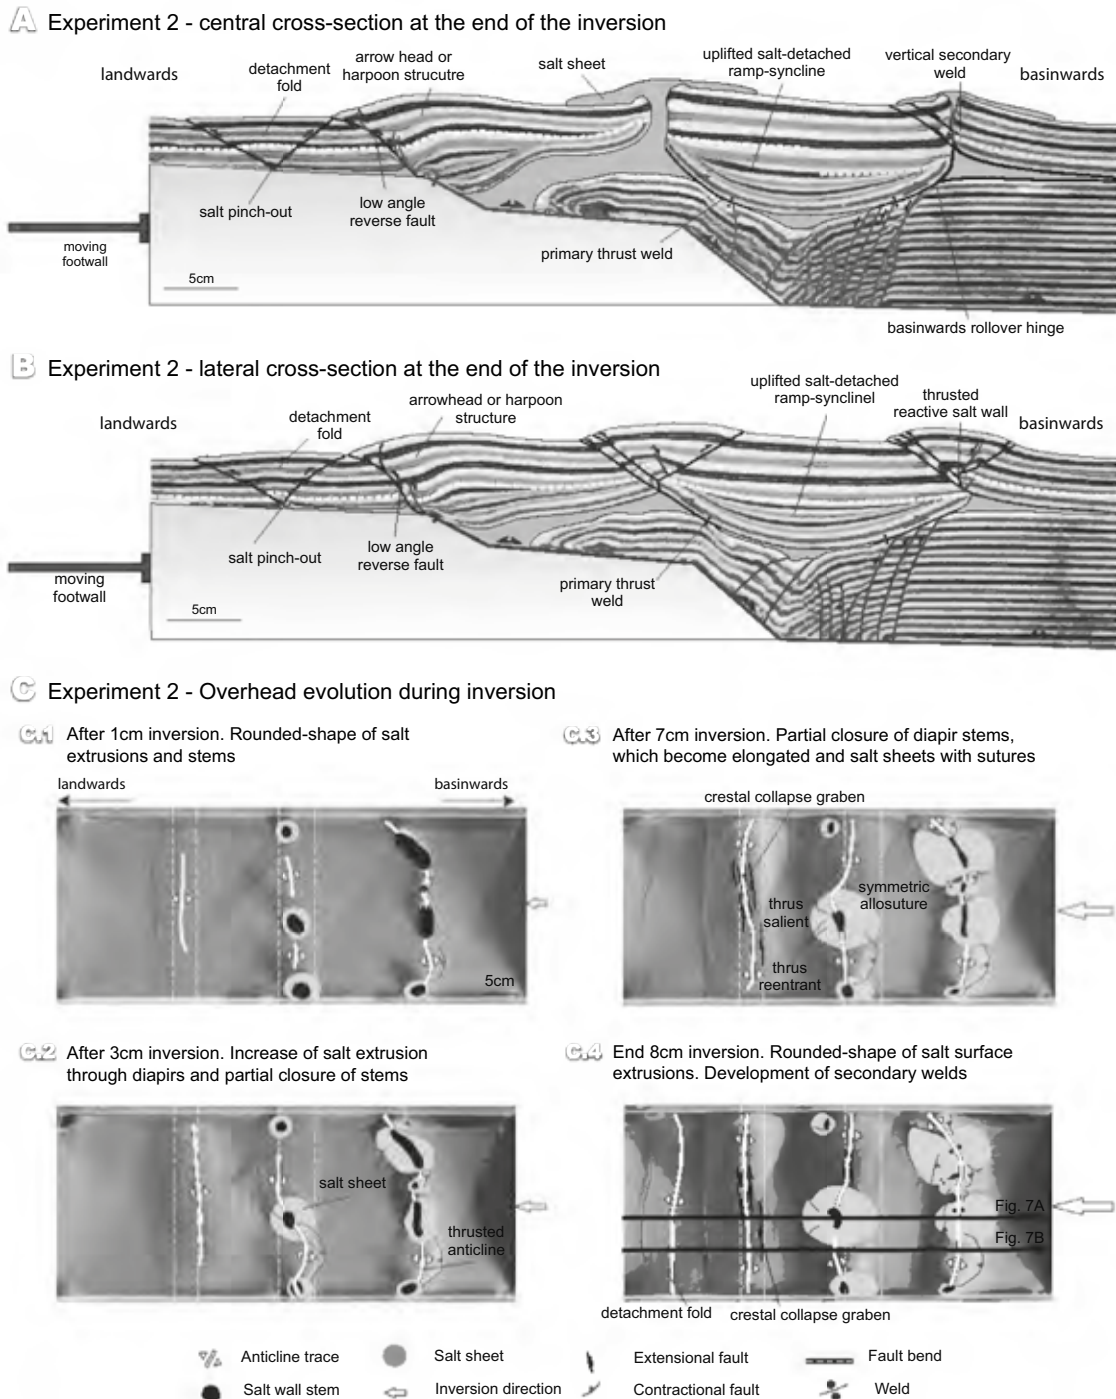 A Experiment 2 - central cross-section at the end of the inversion
landwards
detachment
fold
arrow head or
harpoon strucutre
salt sheet
uplifted salt-detached
ramp-syncline
vertical secondary
weld
basinwards
salt pinch-out
low angle
reverse fault
primary thrust weld
moving
footwall
5cm
basinwards rollover hinge
B Experiment 2 - lateral cross-section at the end of the inversion
landwards
detachment
fold
arrowhead or harpoon
structure
uplifted salt-detached
ramp-synclinel
thrusted
reactive salt wall
basinwards
salt pinch-out
low angle
reverse fault
primary thrust
weld
moving
footwall
5cm
C Experiment 2 - Overhead evolution during inversion
C.1 After 1cm inversion. Rounded-shape of salt
extrusions and stems
landwards
basinwards
5cm
C.3 After 7cm inversion. Partial closure of diapir stems,
which become elongated and salt sheets with sutures
crestal collapse graben
symmetric
allosuture
thrus
salient
thrus
reentrant
C.2 After 3cm inversion. Increase of salt extrusion
through diapirs and partial closure of stems
salt sheet
thrusted
anticline
C.4 End 8cm inversion. Rounded-shape of salt surface
extrusions. Development of secondary welds
Fig. 7A
Fig. 7B
detachment fold
crestal collapse graben
Anticline trace
Salt sheet
Extensional fault
Fault bend
Salt wall stem
Inversion direction
Contractional fault
Weld